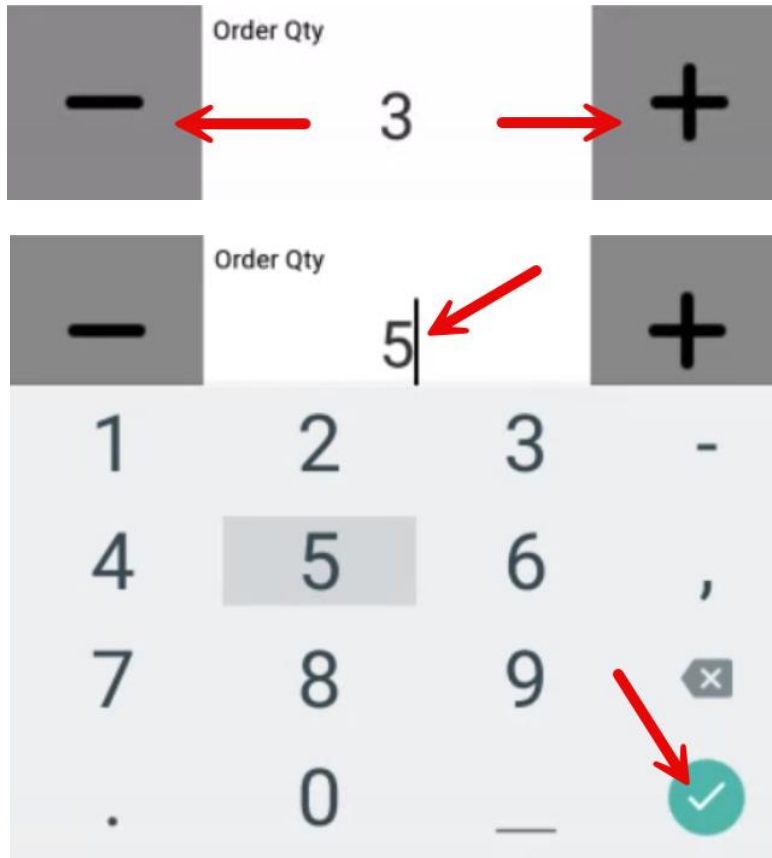 Order Qty
− 3 +
Order Qty
− 5 +
1 2 3 -
4 5 6 ,
7 8 9
. 0 _